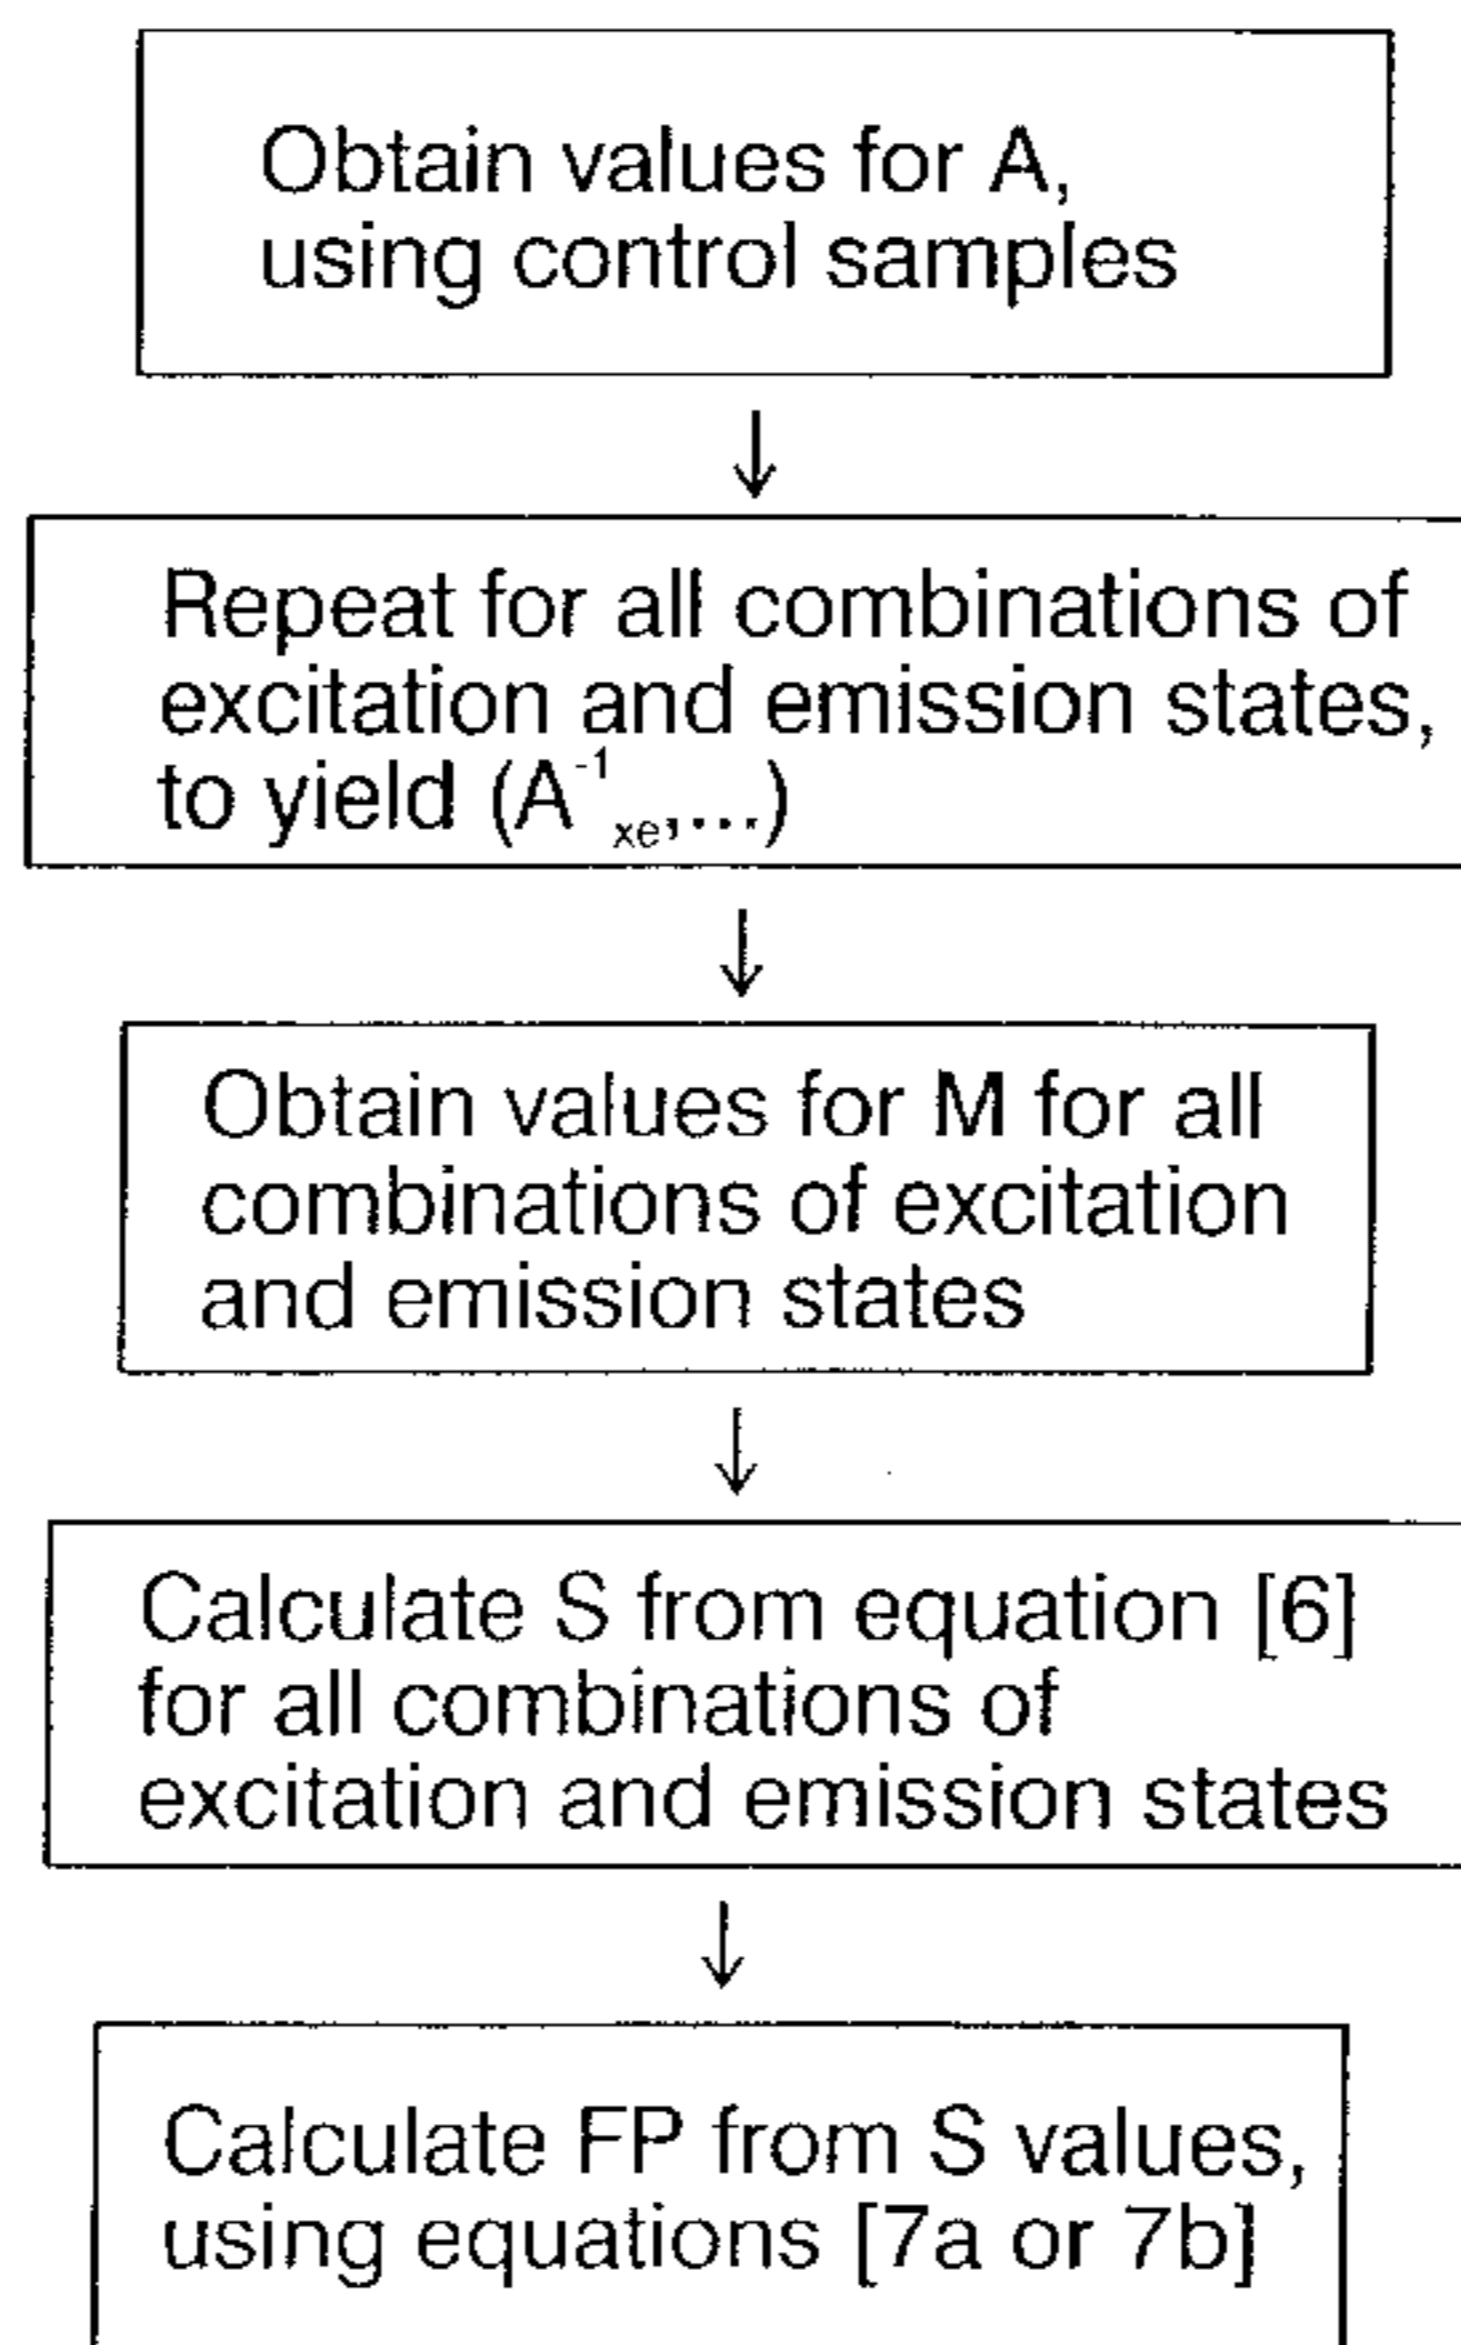 Obtain values for A,
using control samples
Repeat for all combinations of
excitation and emission states,
to yield (A⁻¹ₓₑ,...)
Obtain values for M for all
combinations of excitation
and emission states
Calculate S from equation [6]
for all combinations of
excitation and emission states
Calculate FP from S values,
using equations [7a or 7b]